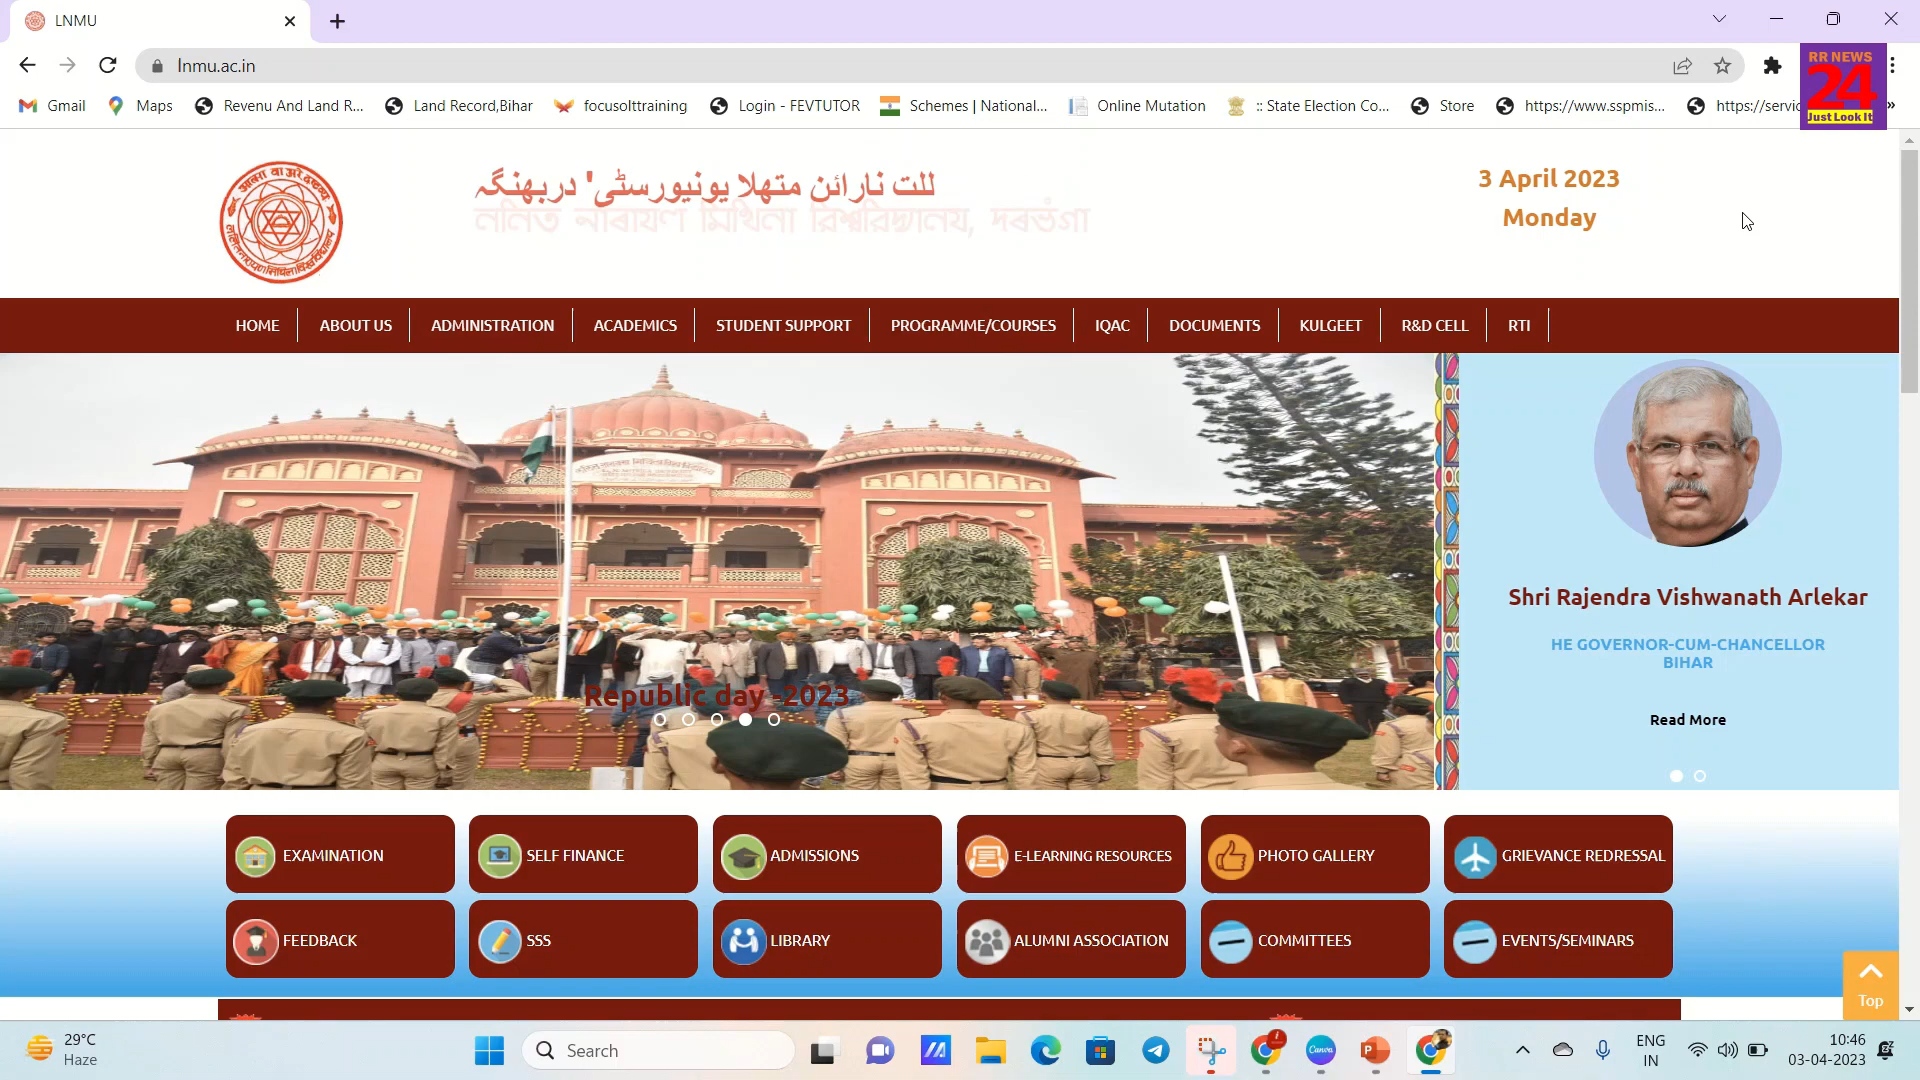 LNMU
lnmu.ac.in
RR NEWS
24
Just Look It
Gmail
Maps
Revenu And Land R...
Land Record,Bihar
focusolttraining
Login - FEVTUTOR
Schemes | National...
Online Mutation
:: State Election Co...
Store
https://www.sspmis...
https://servic
»
للت نارائن متھلا یونیورسٹی' دربھنگہ
3 April 2023
Monday
HOME
ABOUT US
ADMINISTRATION
ACADEMICS
STUDENT SUPPORT
PROGRAMME/COURSES
IQAC
DOCUMENTS
KULGEET
R&D CELL
RTI
Republic day -2023
Shri Rajendra Vishwanath Arlekar
HE GOVERNOR-CUM-CHANCELLOR
BIHAR
Read More
EXAMINATION
SELF FINANCE
ADMISSIONS
E-LEARNING RESOURCES
PHOTO GALLERY
GRIEVANCE REDRESSAL
FEEDBACK
SSS
LIBRARY
ALUMNI ASSOCIATION
COMMITTEES
EVENTS/SEMINARS
Top
29°C
Haze
Search
Canva
ENG
IN
10:46
03-04-2023